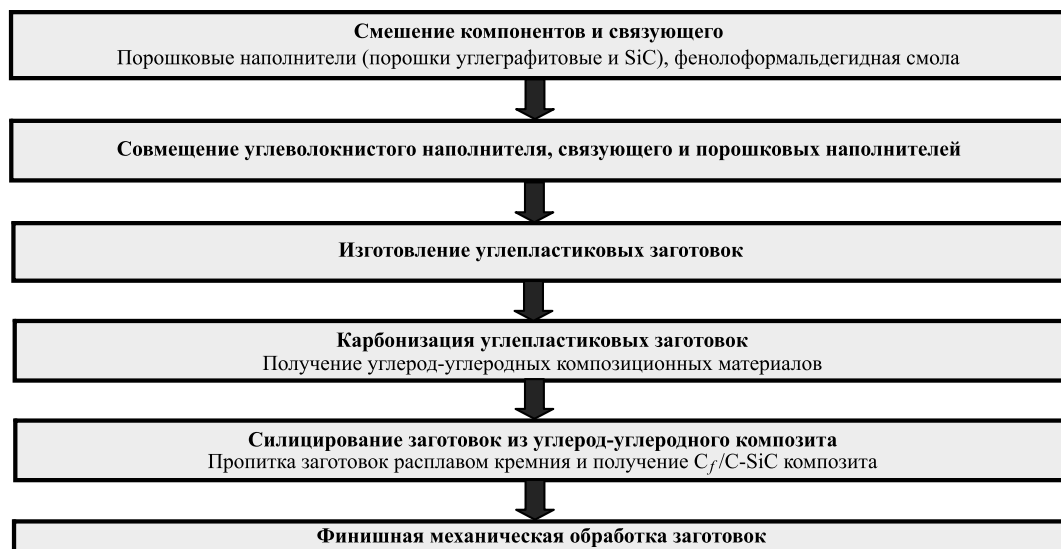 Смешение компонентов и связующего
Порошковые наполнители (порошки углеграфитовые и SiC), фенолоформальдегидная смола
Совмещение углеволокнистого наполнителя, связующего и порошковых наполнителей
Изготовление углепластиковых заготовок
Карбонизация углепластиковых заготовок
Получение углерод-углеродных композиционных материалов
Силицирование заготовок из углерод-углеродного композита
Пропитка заготовок расплавом кремния и получение C𝑓/C-SiC композита
Финишная механическая обработка заготовок